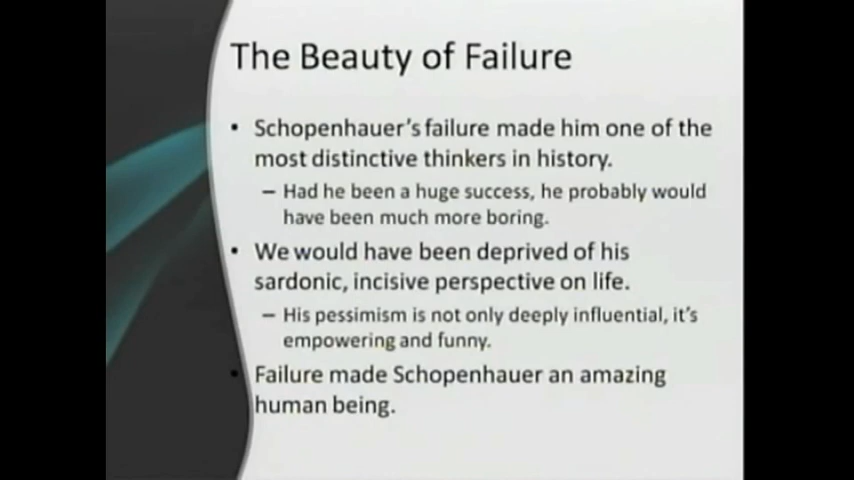 The Beauty of Failure
• Schopenhauer's failure made him one of the
most distinctive thinkers in history.
– Had he been a huge success, he probably would
have been much more boring.
• We would have been deprived of his
sardonic, incisive perspective on life.
– His pessimism is not only deeply influential, it's
empowering and funny.
• Failure made Schopenhauer an amazing
human being.